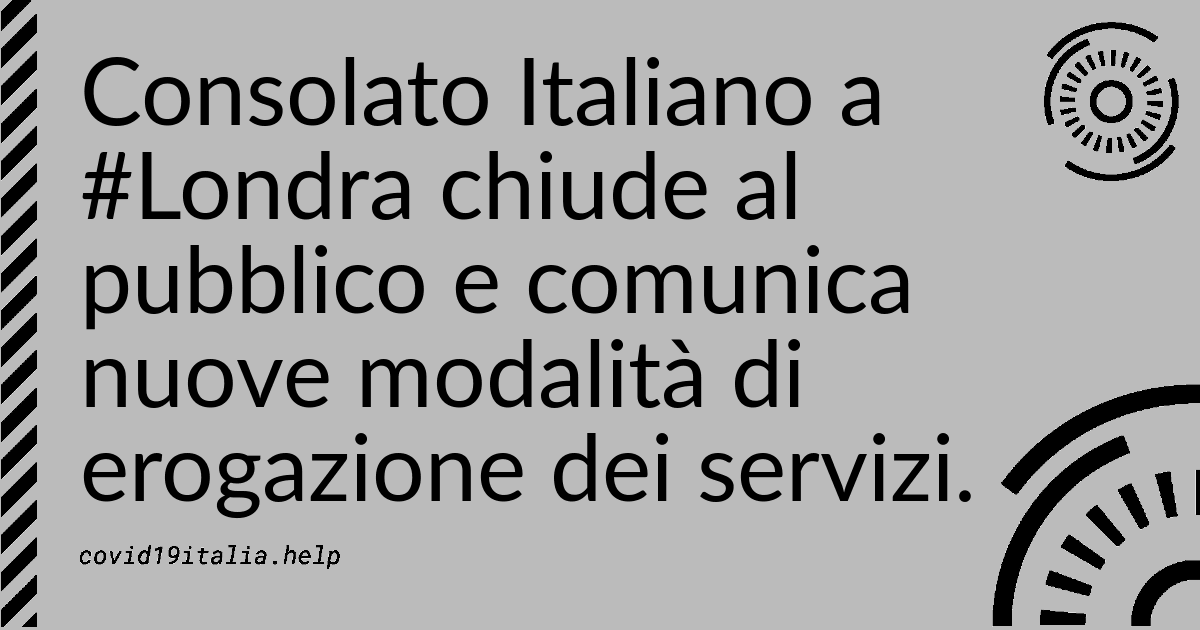 Consolato Italiano a
#Londra chiude al
pubblico e comunica
nuove modalità di
erogazione dei servizi.
covid19italia.help